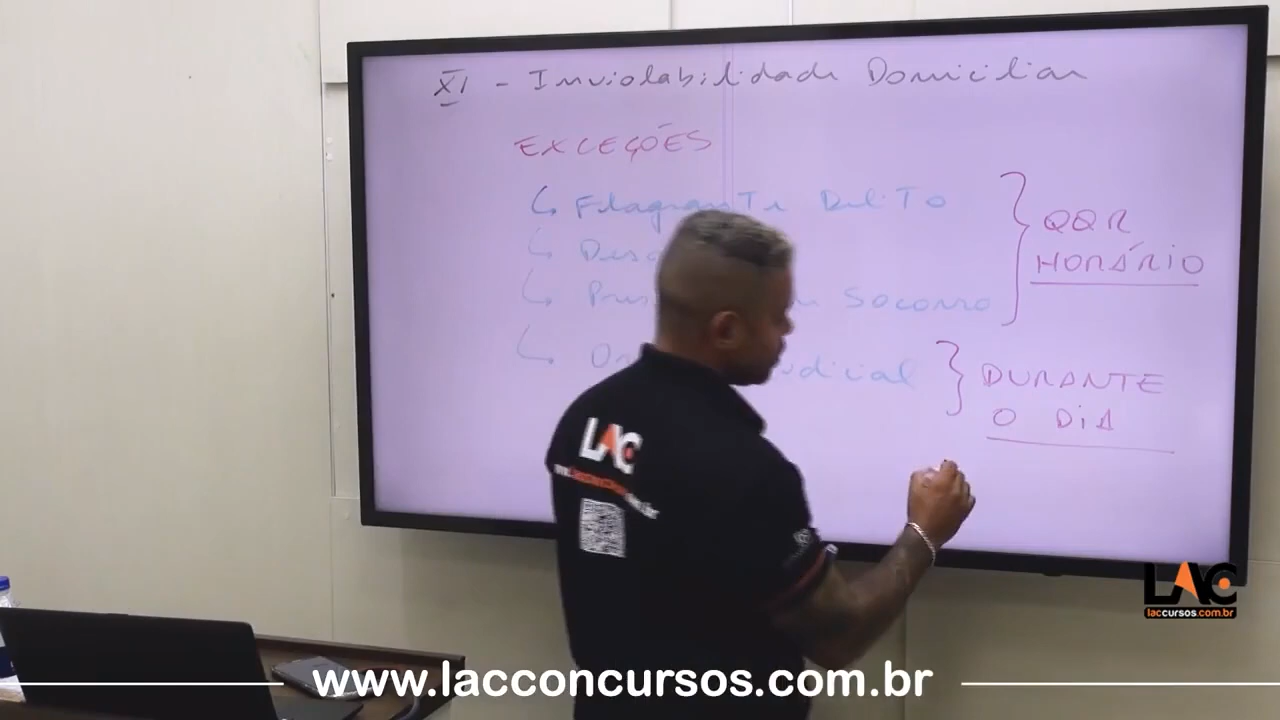 XI - Inviolabilidade Domiciliar
EXCEÇÕES
Flagrante Delito
Socorro
QQR
HORÁRIO
DURANTE
O DIA
LAC
LAC
laccursos.com.br
www.lacconcursos.com.br